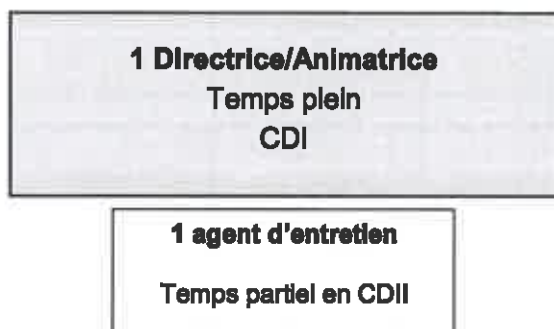 1 Directrice/Animatrice
Temps plein
CDI
1 agent d'entretien
Temps partiel en CDII